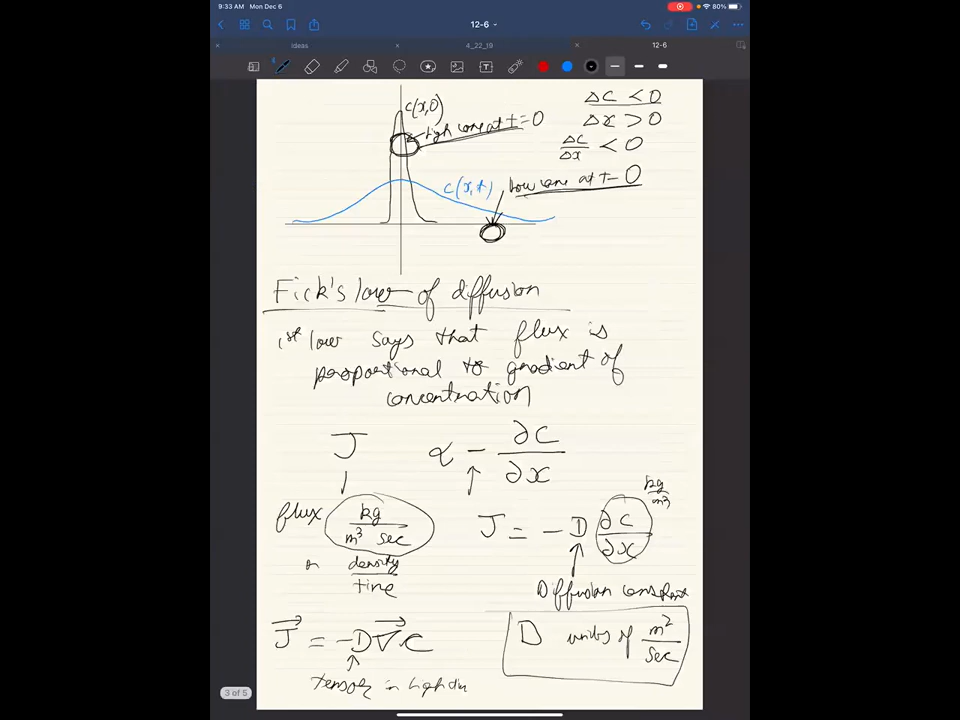 9:33 AM Mon Dec 6
80%
12-6
ideas
4_22_19
12-6
C(x,0)
high conc at t=0
ΔC < 0
Δx > 0
ΔC/Δx < 0
C(x,t)
low conc at t=0
Fick's law of diffusion
1st law says that flux is
proportional to gradient of
concentration
J ∝ - ∂C/∂x
flux kg/m³ sec
or density/time
J = - D ∂C/∂x
kg/m³
Diffusion constant
D units of m²/sec
J⃗ = -D∇⃗C
tensor in high dim
3 of 5